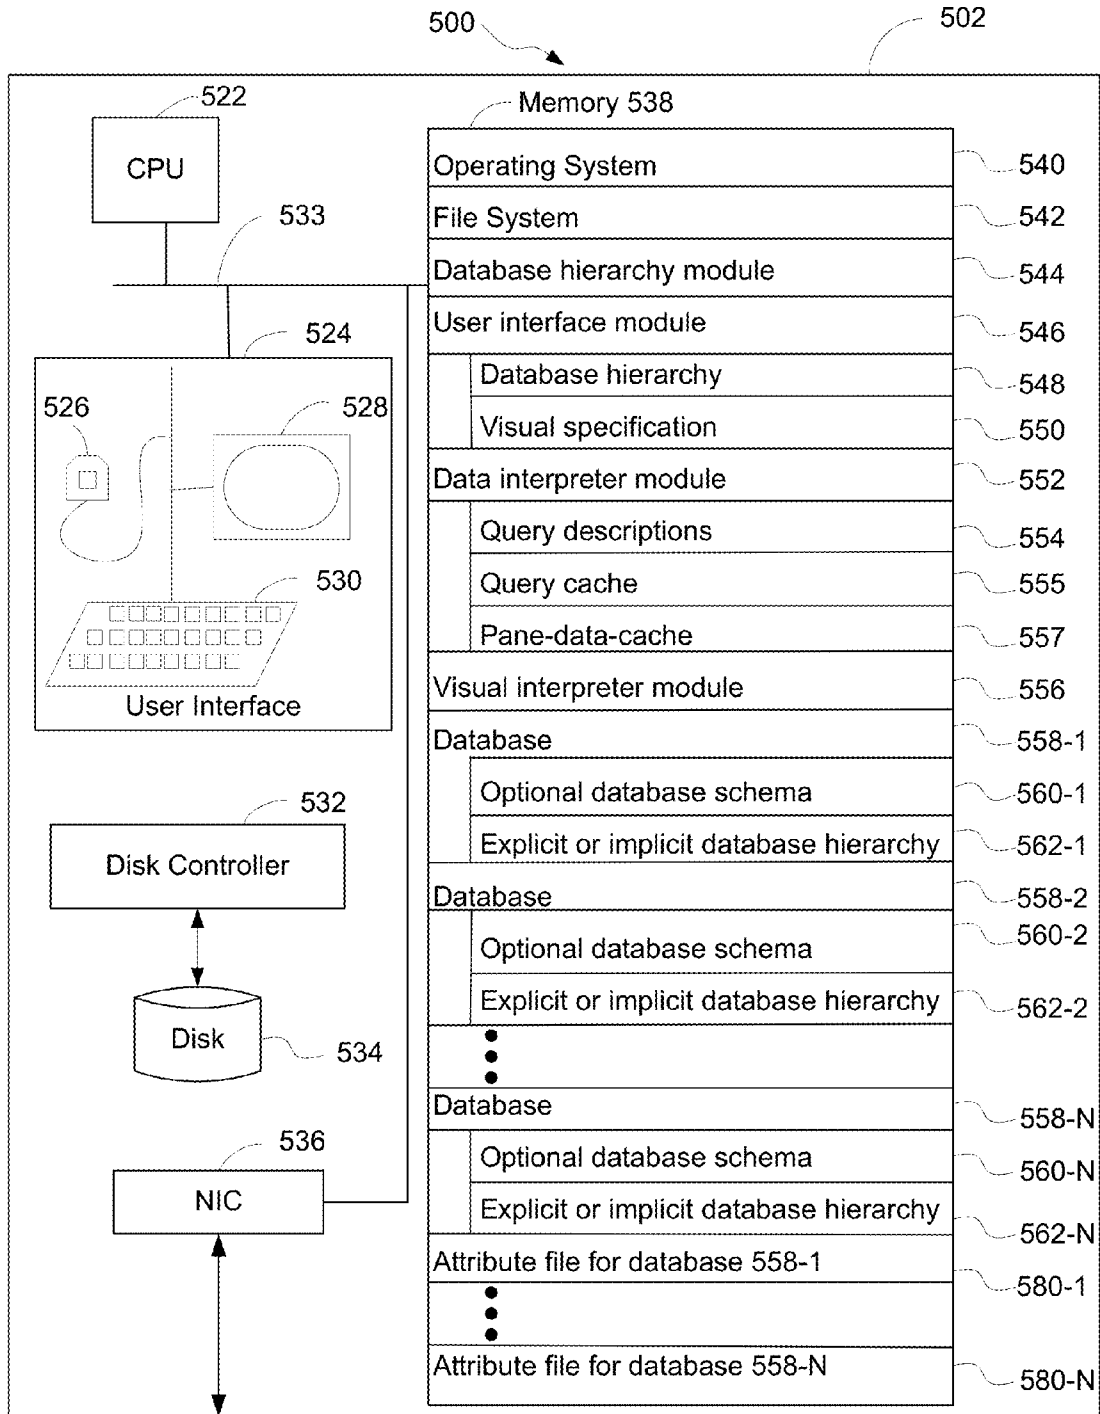 500
502
522
CPU
533
524
526
528
530
User Interface
532
Disk Controller
Disk
534
536
NIC
Memory 538
Operating System 540
File System 542
Database hierarchy module 544
User interface module 546
Database hierarchy 548
Visual specification 550
Data interpreter module 552
Query descriptions 554
Query cache 555
Pane-data-cache 557
Visual interpreter module 556
Database 558-1
Optional database schema 560-1
Explicit or implicit database hierarchy 562-1
Database 558-2
Optional database schema 560-2
Explicit or implicit database hierarchy 562-2
Database 558-N
Optional database schema 560-N
Explicit or implicit database hierarchy 562-N
Attribute file for database 558-1 580-1
Attribute file for database 558-N 580-N